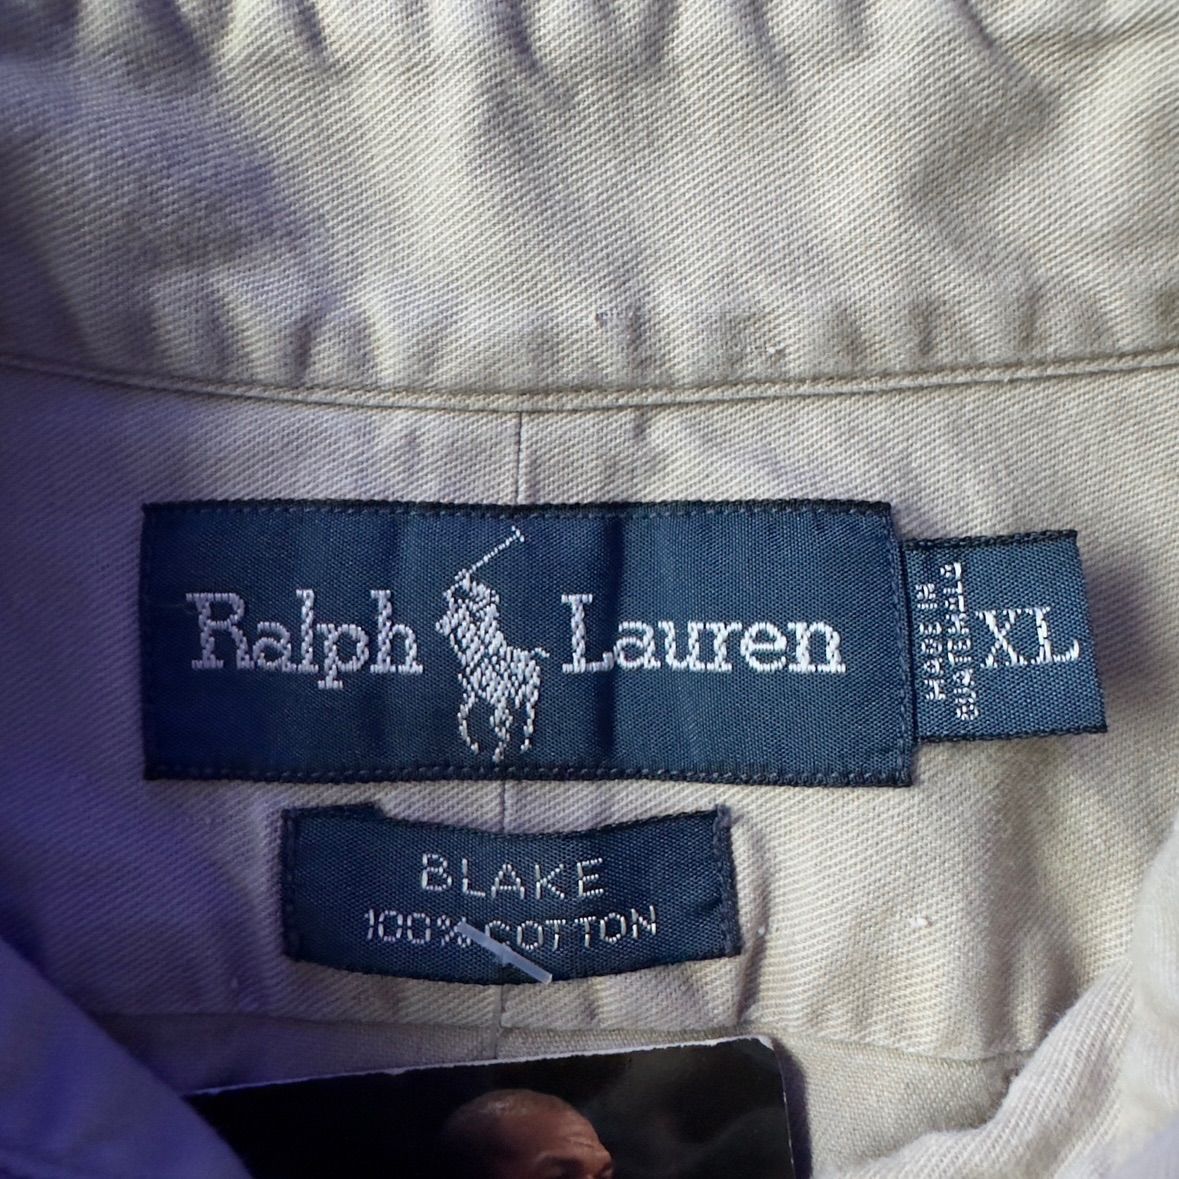 Ralph Lauren
MADE IN
GUATEMALA
XL
BLAKE
100% COTTON